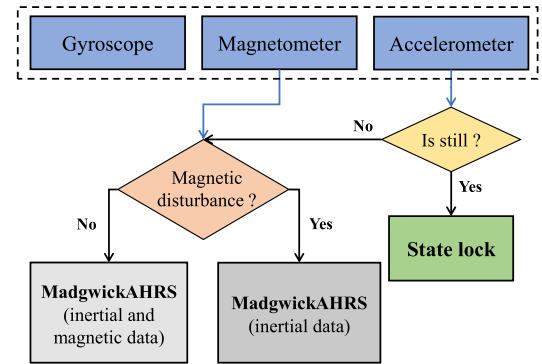 Gyroscope
Magnetometer
Accelerometer
No
Is still ?
Magnetic
disturbance ?
Yes
No
Yes
State lock
MadgwickAHRS
(inertial and
magnetic data)
MadgwickAHRS
(inertial data)